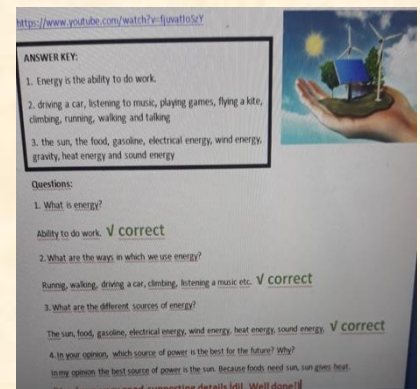 https://www.youtube.com/watch?v=fjuvatloSzY
ANSWER KEY:
1. Energy is the ability to do work.
2. driving a car, listening to music, playing games, flying a kite,
climbing, running, walking and talking
3. the sun, the food, gasoline, electrical energy, wind energy,
gravity, heat energy and sound energy
Questions:
1. What is energy?
Ability to do work. √ correct
2. What are the ways in which we use energy?
Runnıg, walking, driving a car, climbing, listening a music etc. √ correct
3. What are the different sources of energy?
The sun, food, gasoline, electrical energy, wind energy, heat energy, sound energy. √ correct
4. In your opinion, which source of power is the best for the future? Why?
In my opinion the best source of power is the sun. Because foods need sun, sun gives heat.
supporting details Idil. Well done!